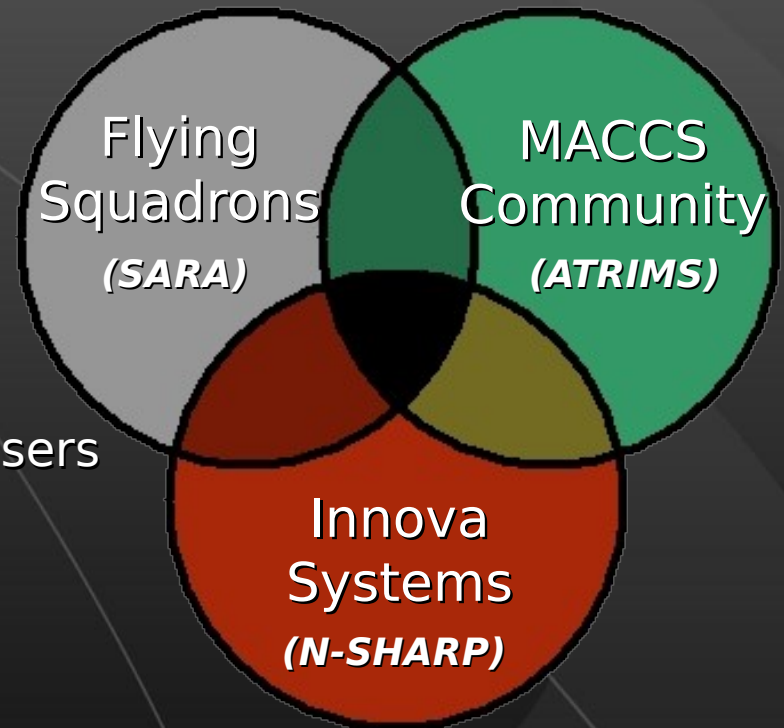 Flying
Squadrons
(SARA)
MACCS
Community
(ATRIMS)
sers
Innova
Systems
(N-SHARP)